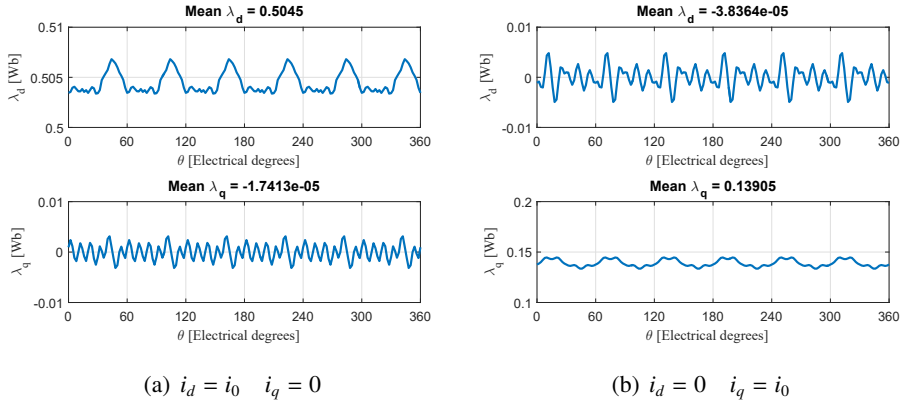 Mean λ_d = 0.5045
0.51
0.505
0.5
λ_d [Wb]
0 60 120 180 240 300 360
θ [Electrical degrees]
Mean λ_q = -1.7413e-05
0.01
0
-0.01
λ_q [Wb]
0 60 120 180 240 300 360
θ [Electrical degrees]
(a) i_d = i_0 i_q = 0
Mean λ_d = -3.8364e-05
0.01
0
-0.01
λ_d [Wb]
0 60 120 180 240 300 360
θ [Electrical degrees]
Mean λ_q = 0.13905
0.2
0.15
0.1
λ_q [Wb]
0 60 120 180 240 300 360
θ [Electrical degrees]
(b) i_d = 0 i_q = i_0